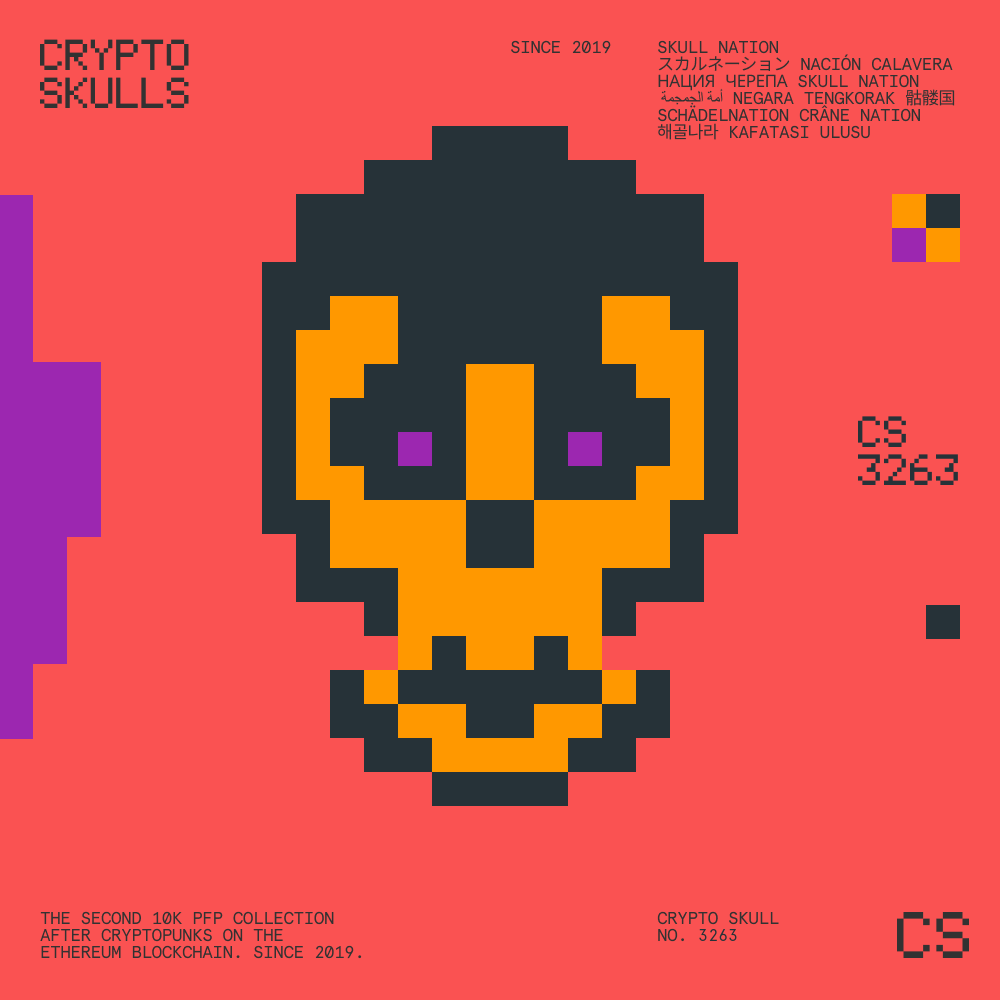 CRYPTO
SKULLS
SINCE 2019
SKULL NATION
スカルネーション NACIÓN CALAVERA
НАЦИЯ ЧЕРЕПА SKULL NATION
أمة الجمجمة NEGARA TENGKORAK 骷髅国
SCHÄDELNATION CRÂNE NATION
해골나라 KAFATASI ULUSU
CS
3263
THE SECOND 10K PFP COLLECTION
AFTER CRYPTOPUNKS ON THE
ETHEREUM BLOCKCHAIN. SINCE 2019.
CRYPTO SKULL
NO. 3263
CS